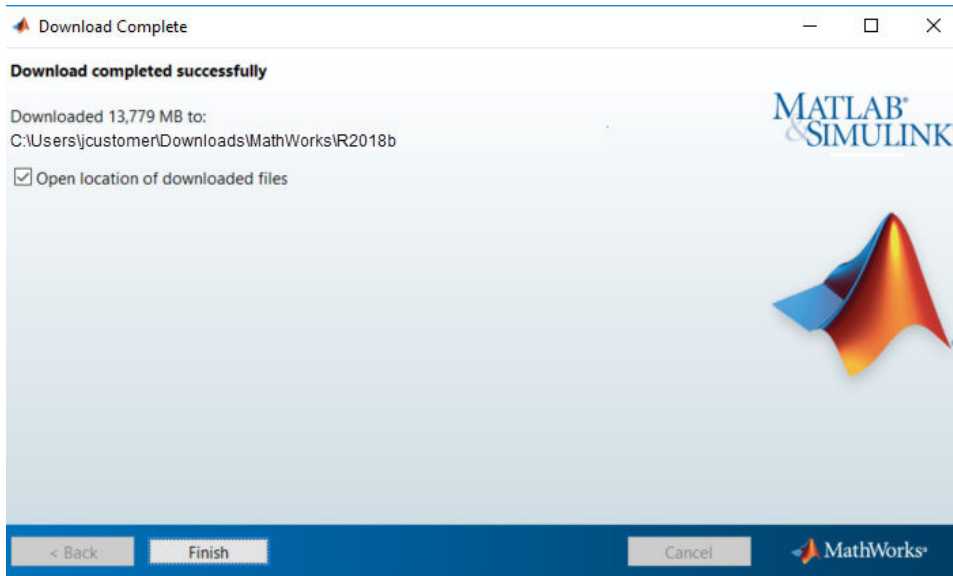 Download Complete
Download completed successfully
Downloaded 13,779 MB to:
C:\Users\jcustomer\Downloads\MathWorks\R2018b
Open location of downloaded files
MATLAB®
&SIMULINK
< Back
Finish
Cancel
MathWorks®